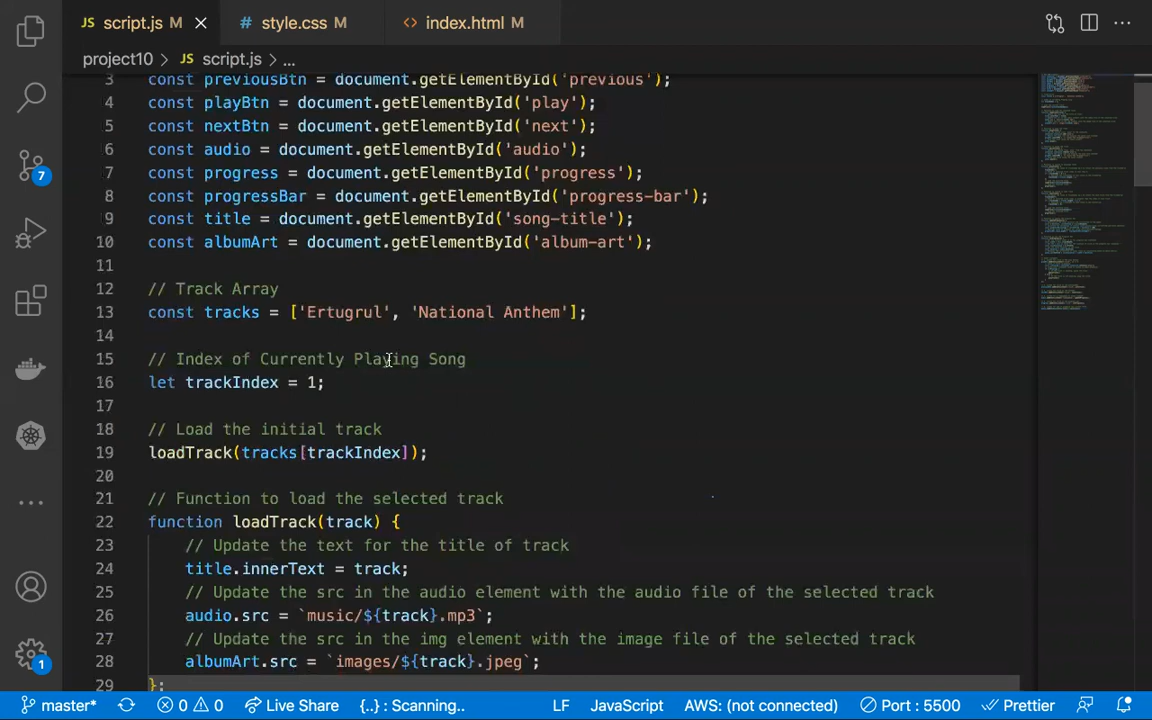 JS script.js M
# style.css M
<> index.html M
project10 > JS script.js > ...
3 const previousBtn = document.getElementById('previous');
4 const playBtn = document.getElementById('play');
5 const nextBtn = document.getElementById('next');
6 const audio = document.getElementById('audio');
7 const progress = document.getElementById('progress');
8 const progressBar = document.getElementById('progress-bar');
9 const title = document.getElementById('song-title');
10 const albumArt = document.getElementById('album-art');
11
12 // Track Array
13 const tracks = ['Ertugrul', 'National Anthem'];
14
15 // Index of Currently Playing Song
16 let trackIndex = 1;
17
18 // Load the initial track
19 loadTrack(tracks[trackIndex]);
20
21 // Function to load the selected track
22 function loadTrack(track) {
23 // Update the text for the title of track
24 title.innerText = track;
25 // Update the src in the audio element with the audio file of the selected track
26 audio.src = `music/${track}.mp3`;
27 // Update the src in the img element with the image file of the selected track
28 albumArt.src = `images/${track}.jpeg`;
29 };
7
1
master* 0 0 Live Share {..} : Scanning.. LF JavaScript AWS: (not connected) Port : 5500 Prettier